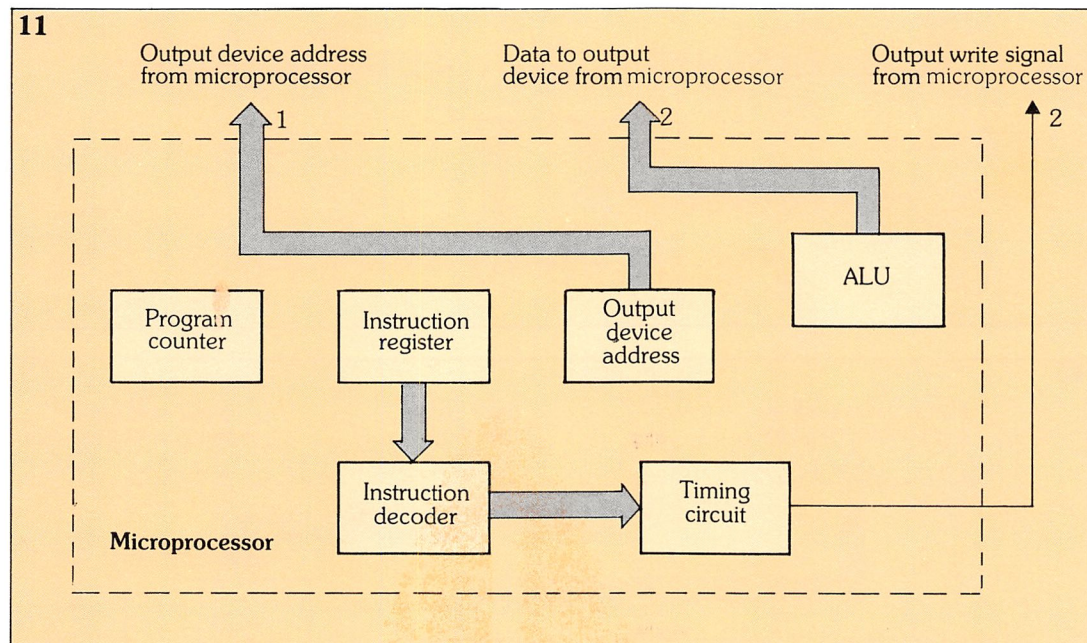 11
Output device address
from microprocessor
Data to output
device from microprocessor
Output write signal
from microprocessor
1
2
2
ALU
Program
counter
Instruction
register
Output
device
address
Instruction
decoder
Timing
circuit
Microprocessor